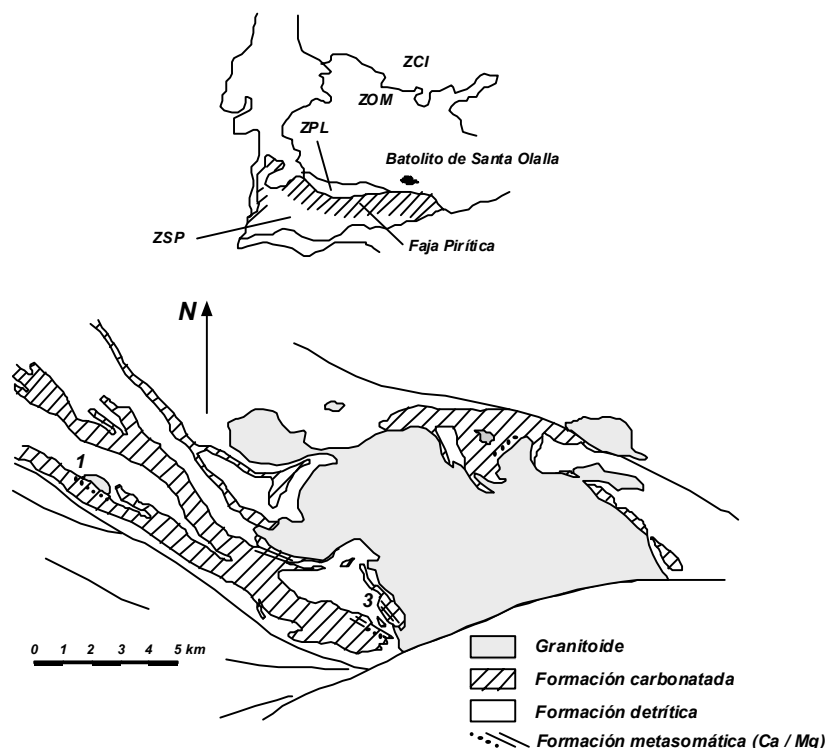 ZCI
ZOM
ZPL
Batolito de Santa Olalla
ZSP
Faja Pirítica
N
1
3
0 1 2 3 4 5 km
Granitoide
Formación carbonatada
Formación detrítica
Formación metasomática (Ca / Mg)